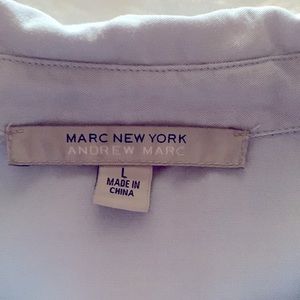 MARC NEW YORK
ANDREW MARC
L
MADE IN
CHINA